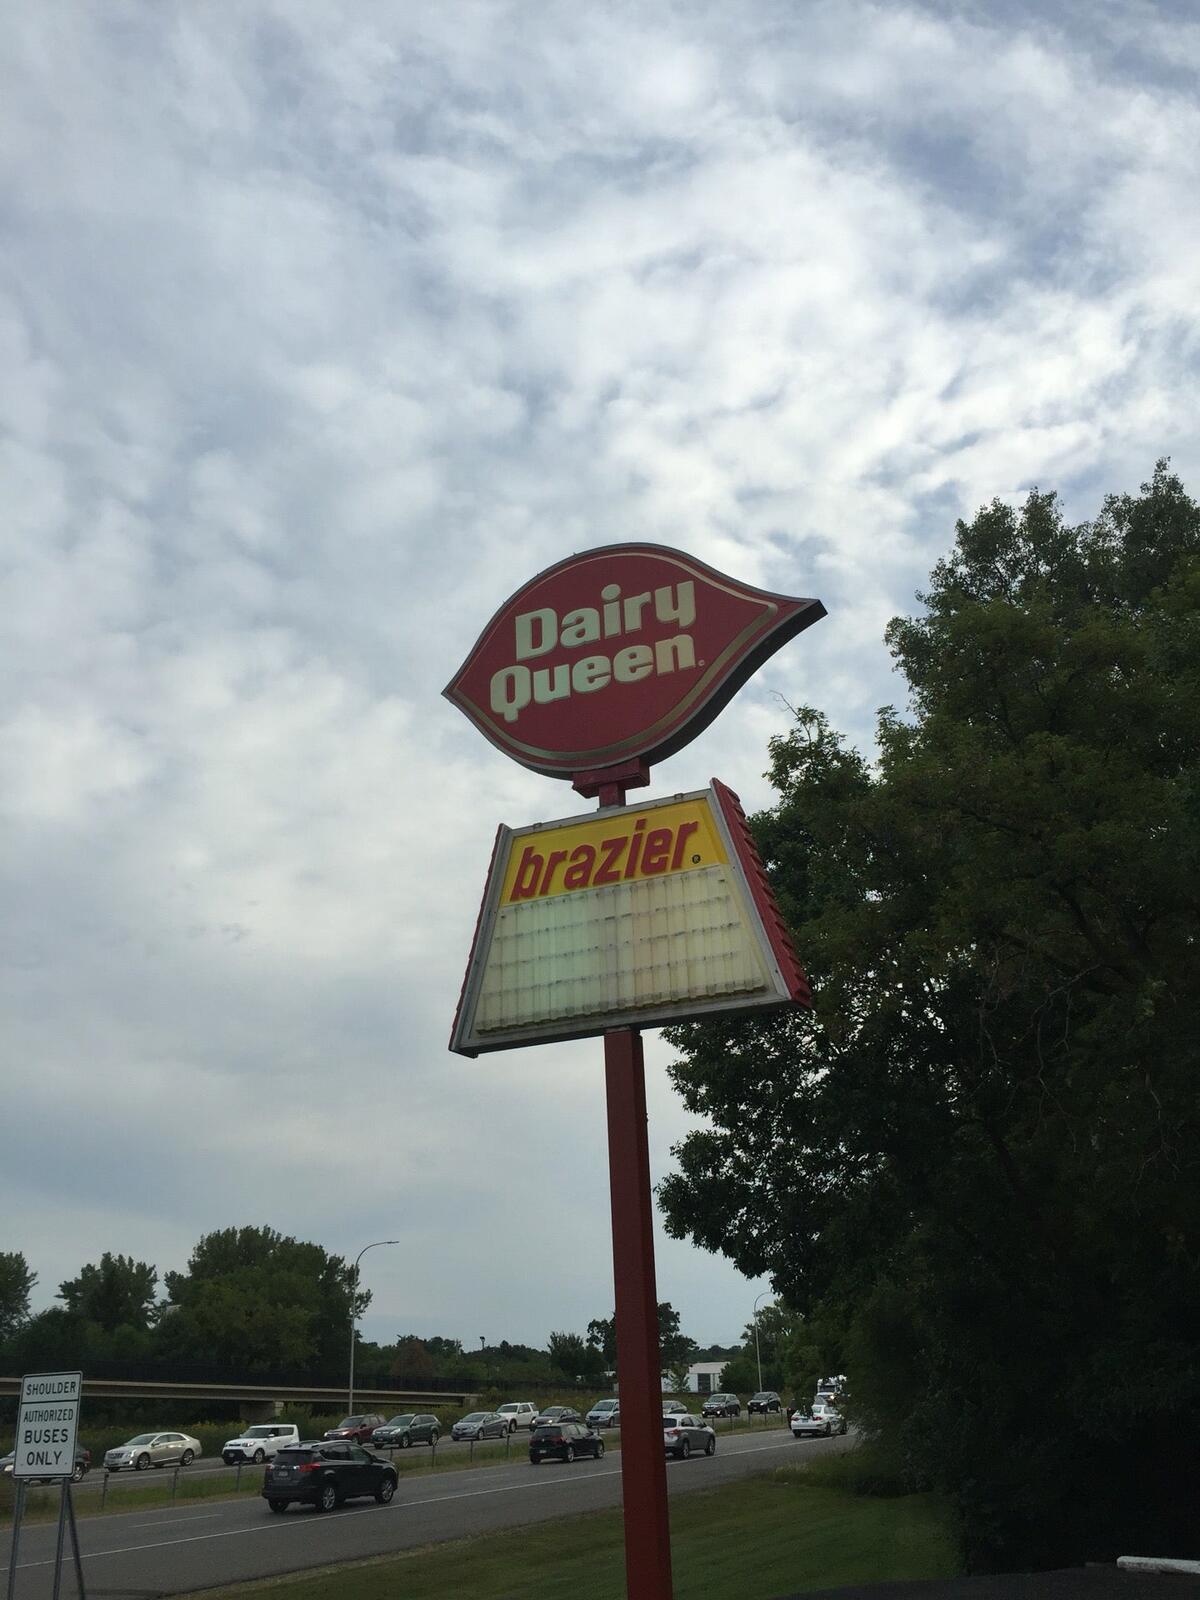 Dairy
Queen
brazier
SHOULDER
AUTHORIZED
BUSES
ONLY